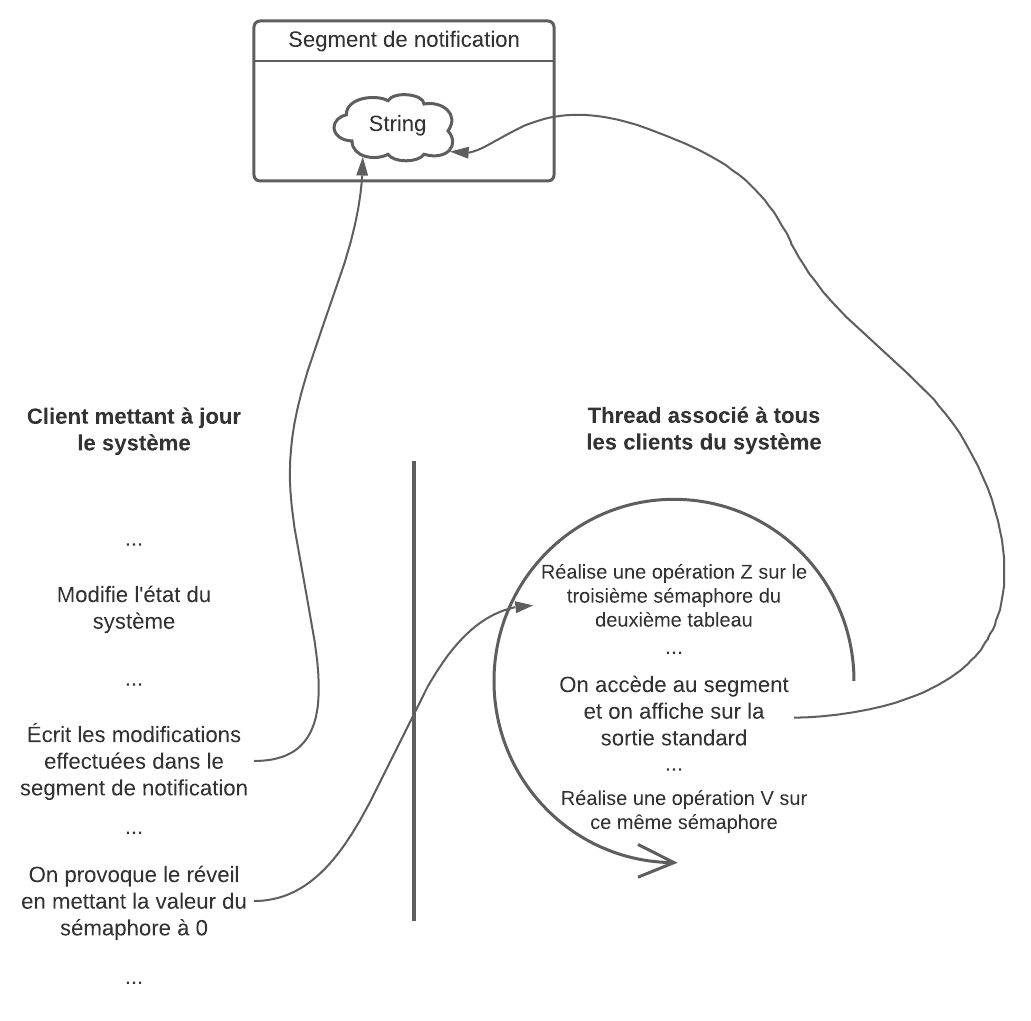 Segment de notification
String
Client mettant à jour
le système
...
Modifie l'état du
système
...
Écrit les modifications
effectuées dans le
segment de notification
...
On provoque le réveil
en mettant la valeur du
sémaphore à 0
...
Thread associé à tous
les clients du système
Réalise une opération Z sur le
troisième sémaphore du
deuxième tableau
...
On accède au segment
et on affiche sur la
sortie standard
...
Réalise une opération V sur
ce même sémaphore